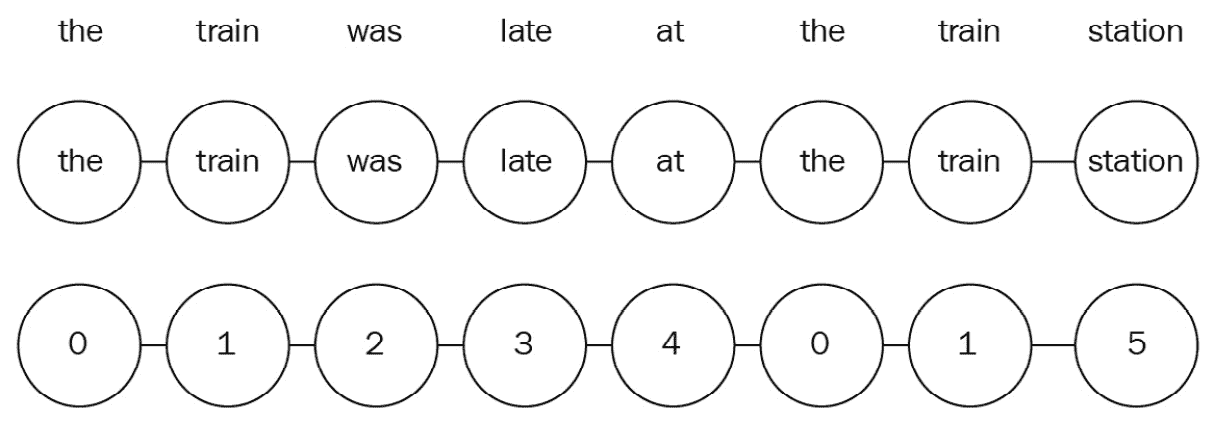 the train was late at the train station
the train was late at the train station
0 1 2 3 4 0 1 5